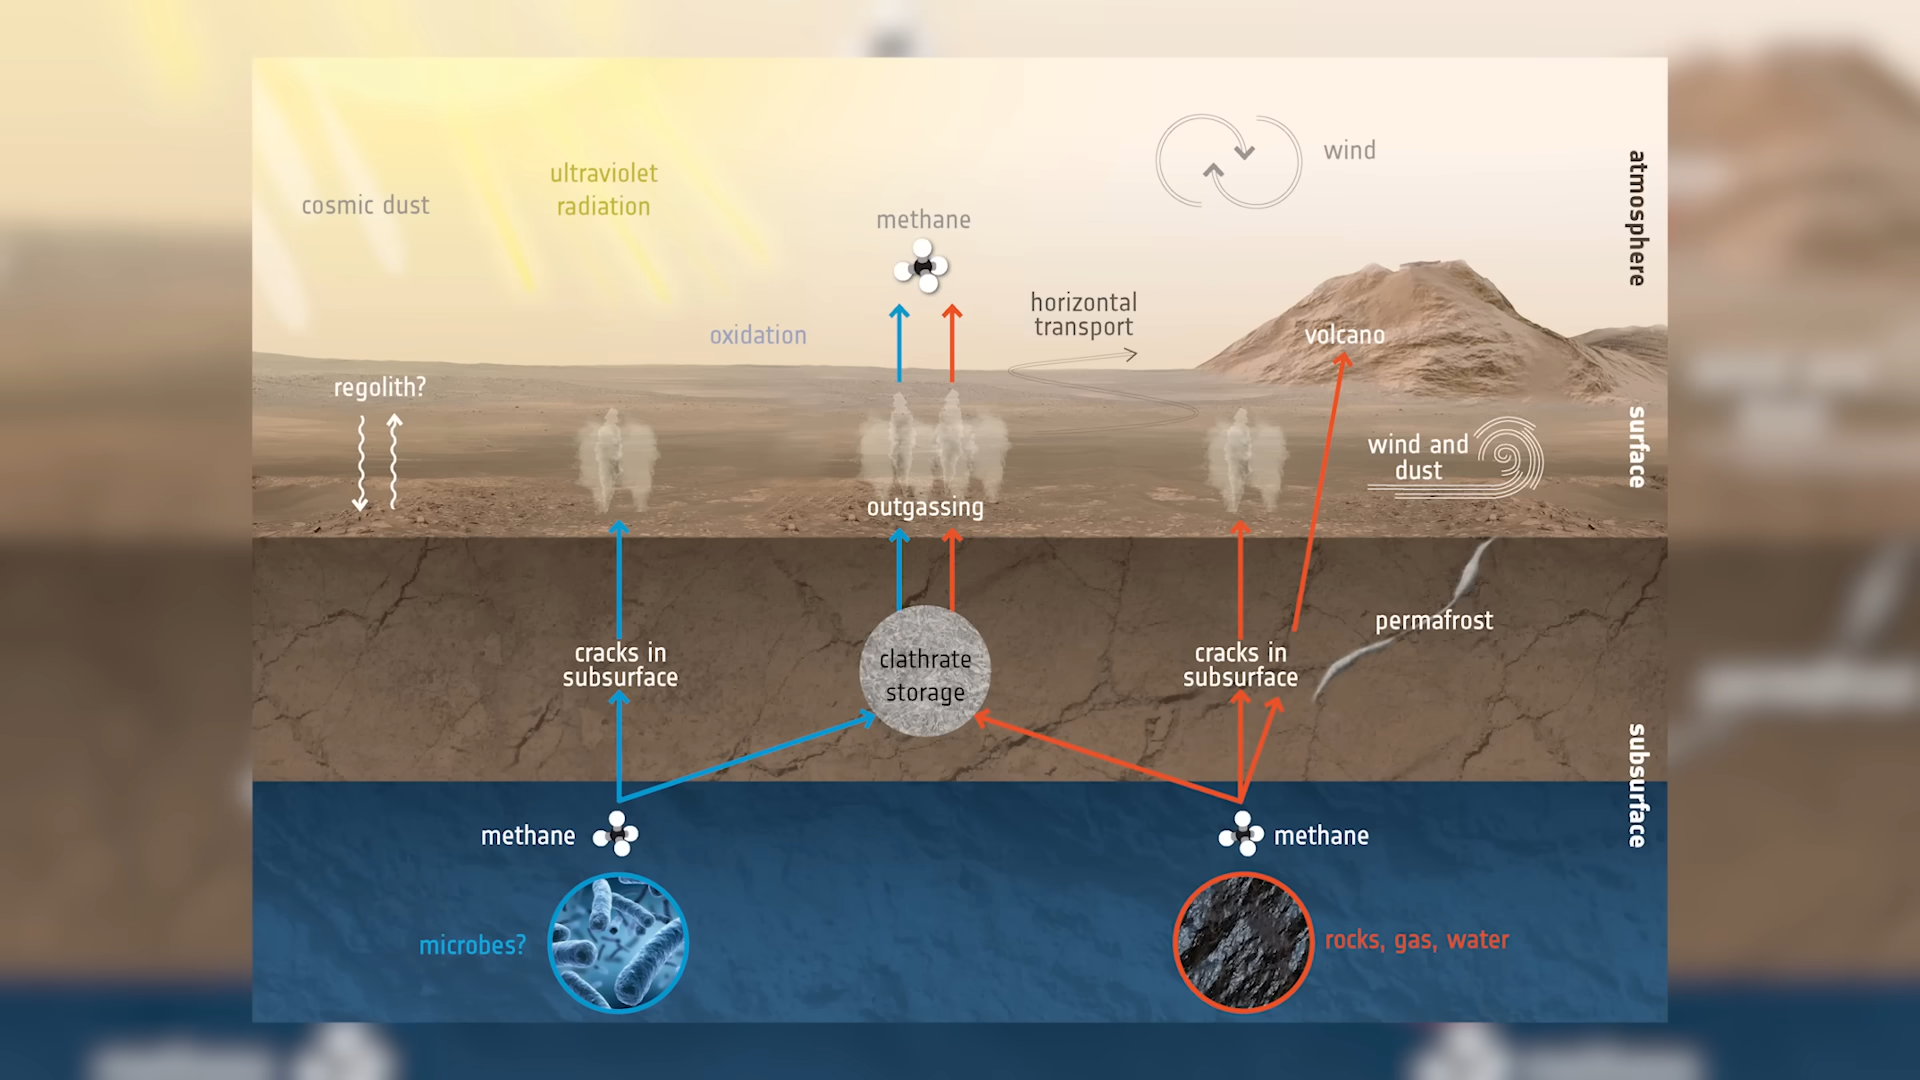 atmosphere
wind
ultraviolet
radiation
cosmic dust
methane
horizontal
transport
oxidation
volcano
regolith?
surface
wind and
dust
outgassing
permafrost
cracks in
subsurface
clathrate
storage
cracks in
subsurface
subsurface
methane
methane
microbes?
rocks, gas, water